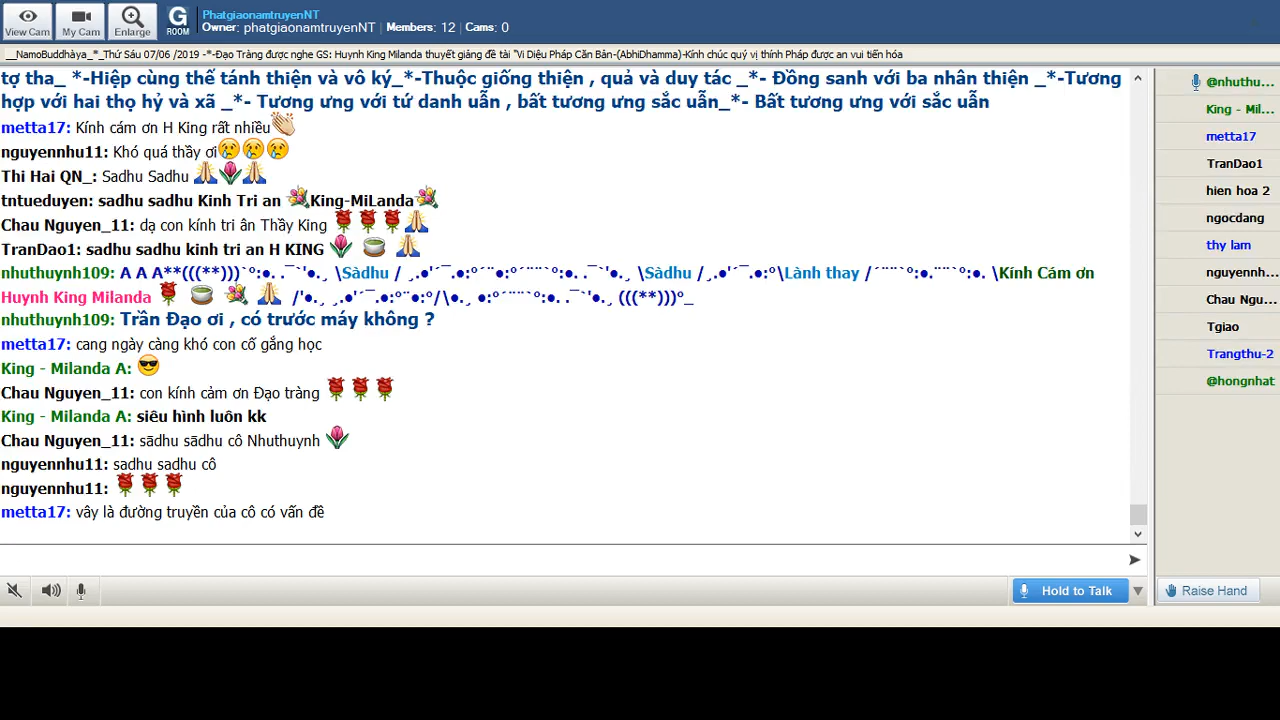 View Cam
My Cam
Enlarge
G
ROOM
PhatgiaonamtruyenNT
Owner: phatgiaonamtruyenNT | Members: 12 | Cams: 0
__NamoBuddhàya_*_Thứ Sáu 07/06 /2019 -*-Đạo Tràng được nghe GS: Huynh King Milanda thuyết giảng đề tài "Vi Diệu Pháp Căn Bản-(AbhiDhamma)-Kính chúc quý vị thính Pháp được an vui tiến hóa
tợ tha_ *-Hiệp cùng thế tánh thiện và vô ký_*-Thuộc giống thiện , quả và duy tác _*- Đồng sanh với ba nhân thiện _*-Tương
hợp với hai thọ hỷ và xã _*- Tương ưng với tứ danh uẩn , bất tương ưng sắc uẩn_*- Bất tương ưng với sắc uẩn
metta17: Kính cám ơn H King rất nhiều
nguyennhu11: Khó quá thầy ơi
Thi Hai QN_: Sadhu Sadhu
tntueduyen: sadhu sadhu Kinh Tri an King-MiLanda
Chau Nguyen_11: dạ con kính tri ân Thầy King
TranDao1: sadhu sadhu kinh tri an H KING
nhuthuynh109: A A A**(((**)))`°:•. .¯`'•.¸ \Sàdhu / ¸.•'´¯.•:°´¨•:°´¨¨`°:•. .¯`'•.¸ \Sàdhu /¸.•'´¯.•:°\Lành thay /´¨¨`°:•.¨¨`°:•. \Kính Cám ơn
Huynh King Milanda /'•.¸ ¸.•'´¯.•:°¨•:°/\•.¸ •:°´¨¨`°:•. .¯`'•.¸ (((**)))°_
nhuthuynh109: Trần Đạo ơi , có trước máy không ?
metta17: cang ngày càng khó con cố gắng học
King - Milanda A:
Chau Nguyen_11: con kính cảm ơn Đạo tràng
King - Milanda A: siêu hình luôn kk
Chau Nguyen_11: sādhu sādhu cô Nhuthuynh
nguyennhu11: sadhu sadhu cô
nguyennhu11:
metta17: vây là đường truyền của cô có vấn đề
Hold to Talk
@nhuthu...
King - Mil...
metta17
TranDao1
hien hoa 2
ngocdang
thy lam
nguyennh...
Chau Ngu...
Tgiao
Trangthu-2
@hongnhat
Raise Hand